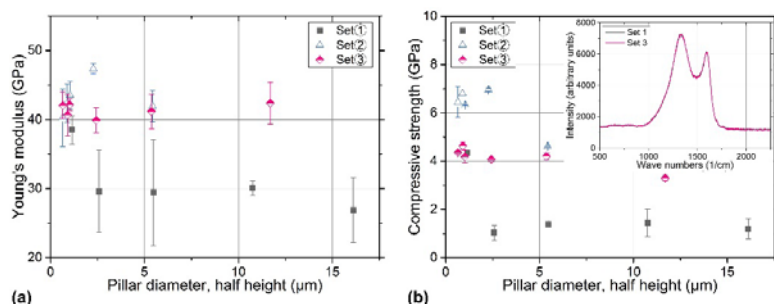 50
40
30
20
0
5
10
15
Young's modulus (GPa)
Pillar diameter, half height (μm)
Set①
Set②
Set③
(a)
10
8
6
4
2
0
0
5
10
15
Compressive strength (GPa)
Pillar diameter, half height (μm)
Set①
Set②
Set③
(b)
Set 1
Set 3
8000
6000
4000
2000
0
500
1000
1500
2000
Intensity (arbitrary units)
Wave numbers (1/cm)